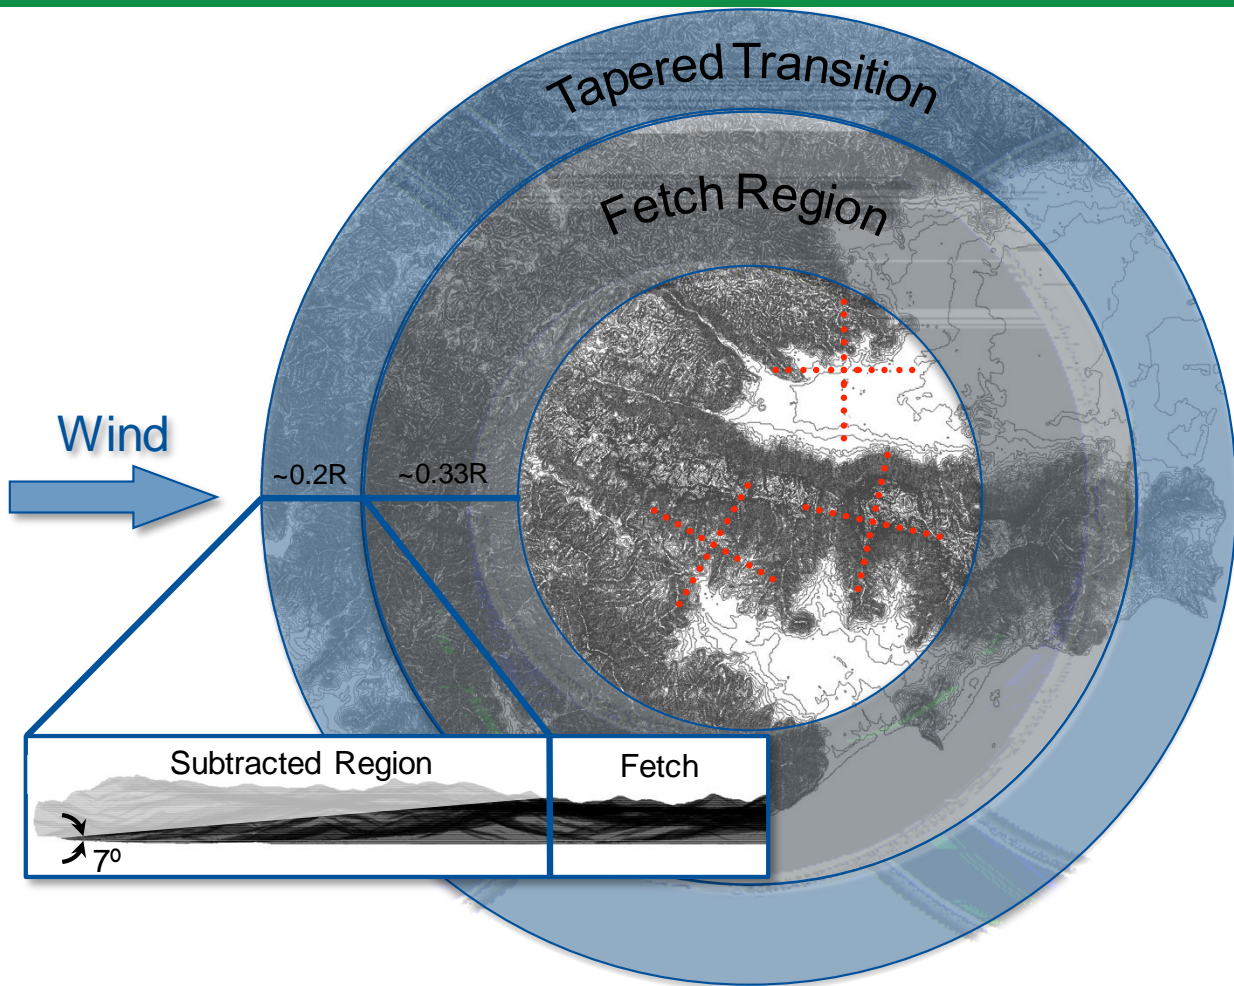 Tapered Transition
Fetch Region
Wind
~0.2R
~0.33R
Subtracted Region
Fetch
7⁰